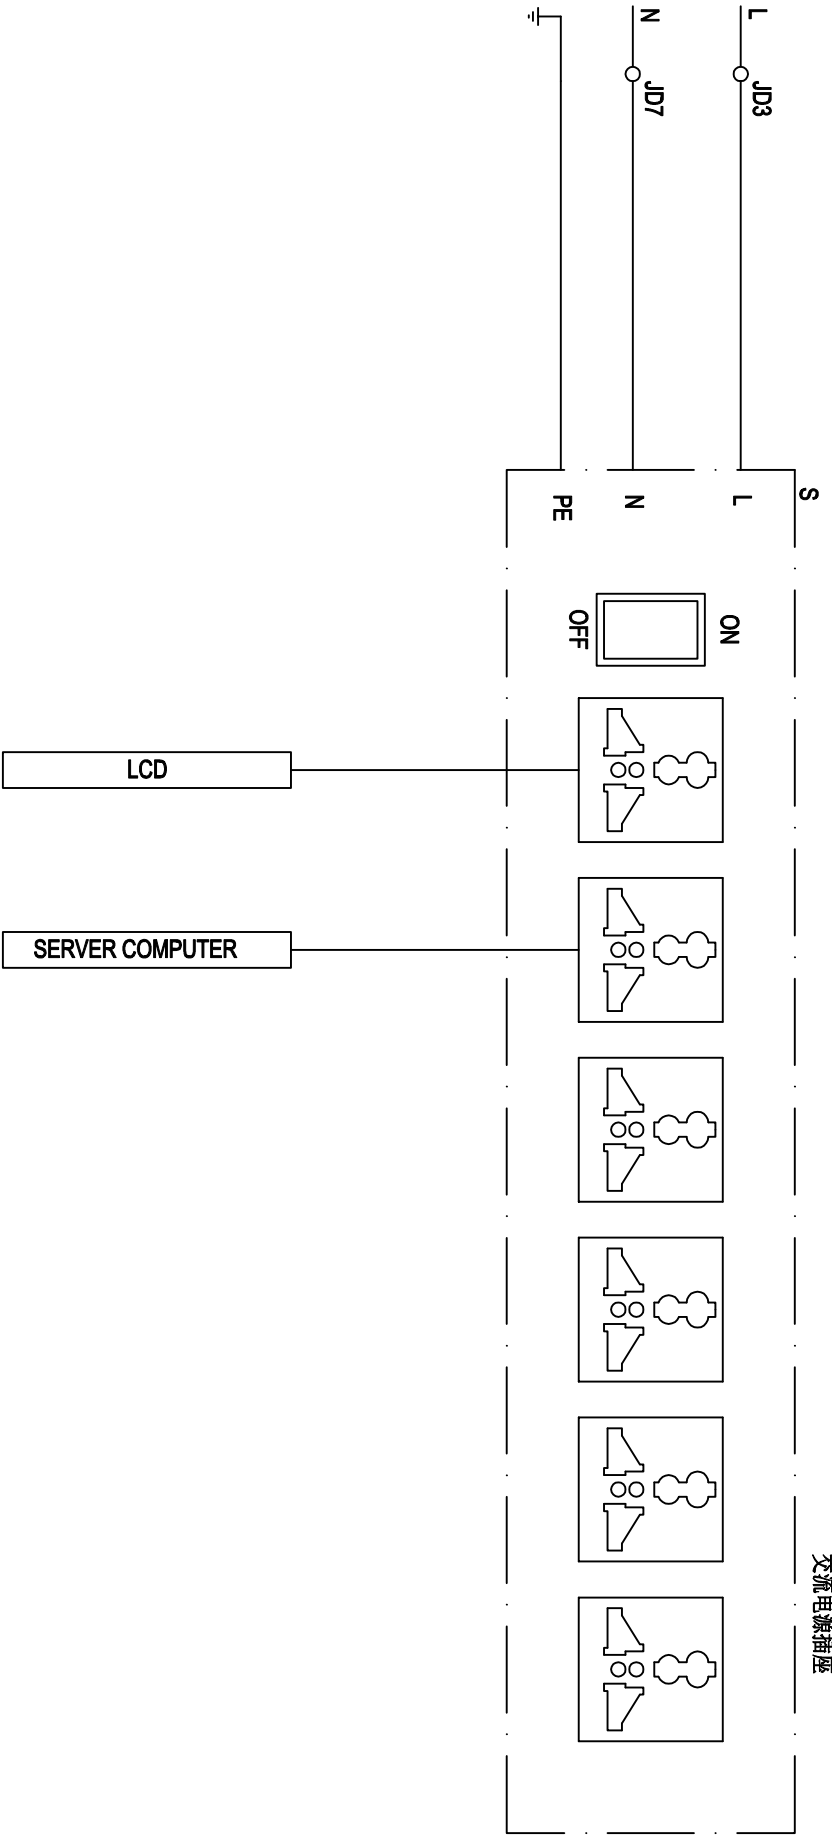 L
N
JD3
JD7
S
L
N
PE
ON
OFF
LCD
SERVER COMPUTER
交流电源插座